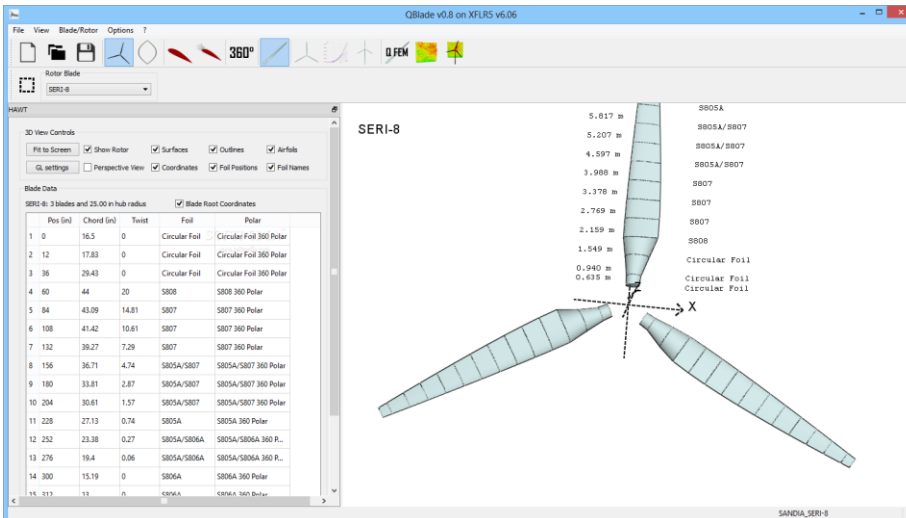 QBlade v0.8 on XFLR5 v6.06
File View Blade/Rotor Options ?
360° QFEM
Rotor Blade
SERI-8
HAWT
3D View Controls
Fit to Screen Show Rotor Surfaces Outlines Airfoils
GL settings Perspective View Coordinates Foil Positions Foil Names
Blade Data
SERI-8: 3 blades and 25.00 in hub radius Blade Root Coordinates
Pos (in) Chord (in) Twist Foil Polar
1 0 16.5 0 Circular Foil Circular Foil 360 Polar
2 12 17.83 0 Circular Foil Circular Foil 360 Polar
3 36 29.43 0 Circular Foil Circular Foil 360 Polar
4 60 44 20 S808 S808 360 Polar
5 84 43.09 14.81 S807 S807 360 Polar
6 108 41.42 10.61 S807 S807 360 Polar
7 132 39.27 7.29 S807 S807 360 Polar
8 156 36.71 4.74 S805A/S807 S805A/S807 360 Polar
9 180 33.81 2.87 S805A/S807 S805A/S807 360 Polar
10 204 30.61 1.57 S805A/S807 S805A/S807 360 Polar
11 228 27.13 0.74 S805A S805A 360 Polar
12 252 23.38 0.27 S805A/S806A S805A/S806A 360 P...
13 276 19.4 0.06 S805A/S806A S805A/S806A 360 P...
14 300 15.19 0 S806A S806A 360 Polar
15 312 13 0 S806A S806A 360 Polar
SERI-8
S805A
5.817 m S805A/S807
5.207 m S805A/S807
4.597 m S805A/S807
3.988 m S807
3.378 m S807
2.769 m S807
2.159 m S808
1.549 m Circular Foil
0.940 m Circular Foil
0.635 m Circular Foil
X
SANDIA_SERI-8